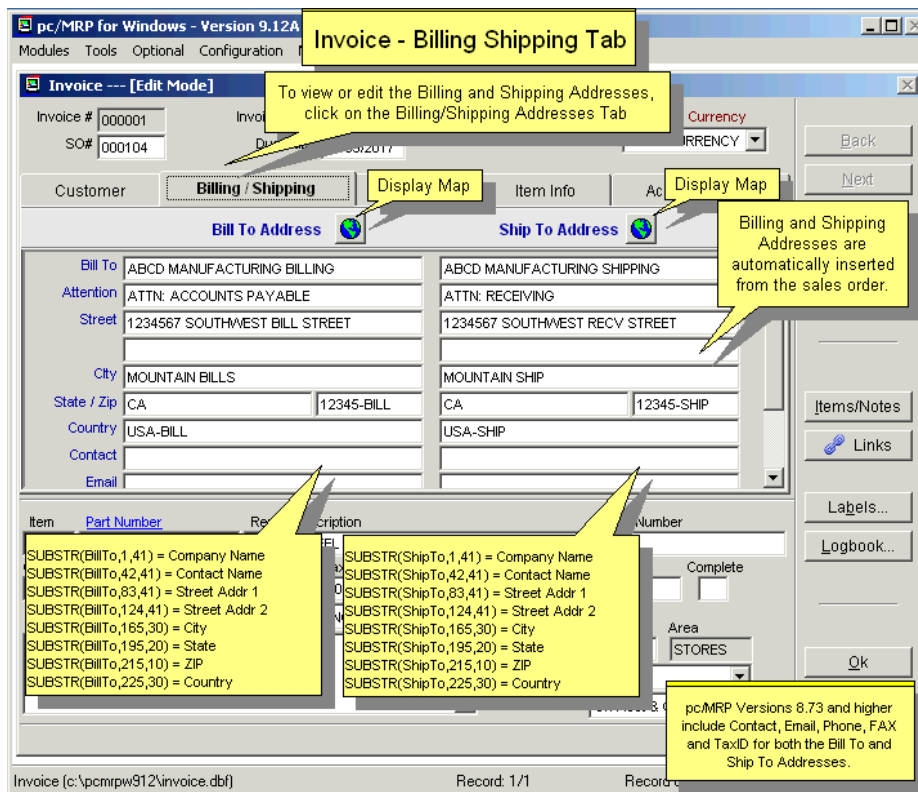 pc/MRP for Windows - Version 9.12A
Modules Tools Optional Configuration
Invoice - Billing Shipping Tab
Invoice --- [Edit Mode]
To view or edit the Billing and Shipping Addresses,
click on the Billing/Shipping Addresses Tab
Invoice # 000001
Currency
SO# 000104
Back
Next
Customer
Billing / Shipping
Display Map
Item Info
Display Map
Bill To Address
Ship To Address
Billing and Shipping
Addresses are
automatically inserted
from the sales order.
Bill To ABCD MANUFACTURING BILLING ABCD MANUFACTURING SHIPPING
Attention ATTN: ACCOUNTS PAYABLE ATTN: RECEIVING
Street 1234567 SOUTHWEST BILL STREET 1234567 SOUTHWEST RECV STREET
City MOUNTAIN BILLS MOUNTAIN SHIP
State / Zip CA 12345-BILL CA 12345-SHIP
Country USA-BILL USA-SHIP
Contact
Email
Items/Notes
Links
Labels...
Logbook...
Ok
Item Part Number
Number
Complete
Area
STORES
SUBSTR(BillTo,1,41) = Company Name
SUBSTR(BillTo,42,41) = Contact Name
SUBSTR(BillTo,83,41) = Street Addr 1
SUBSTR(BillTo,124,41) = Street Addr 2
SUBSTR(BillTo,165,30) = City
SUBSTR(BillTo,195,20) = State
SUBSTR(BillTo,215,10) = ZIP
SUBSTR(BillTo,225,30) = Country
SUBSTR(ShipTo,1,41) = Company Name
SUBSTR(ShipTo,42,41) = Contact Name
SUBSTR(ShipTo,83,41) = Street Addr 1
SUBSTR(ShipTo,124,41) = Street Addr 2
SUBSTR(ShipTo,165,30) = City
SUBSTR(ShipTo,195,20) = State
SUBSTR(ShipTo,215,10) = ZIP
SUBSTR(ShipTo,225,30) = Country
pc/MRP Versions 8.73 and higher
include Contact, Email, Phone, FAX
and TaxID for both the Bill To and
Ship To Addresses.
Invoice (c:\pcmrpw912\invoice.dbf) Record: 1/1 Record